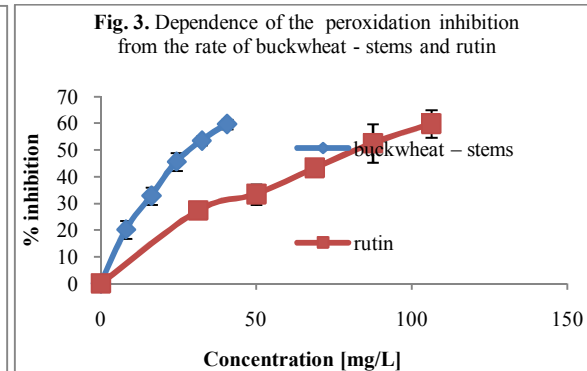 Fig. 3. Dependence of the peroxidation inhibition
from the rate of buckwheat - stems and rutin
% inhibition
70
60
50
40
30
20
10
0
buckwheat – stems
rutin
0 50 100 150
Concentration [mg/L]